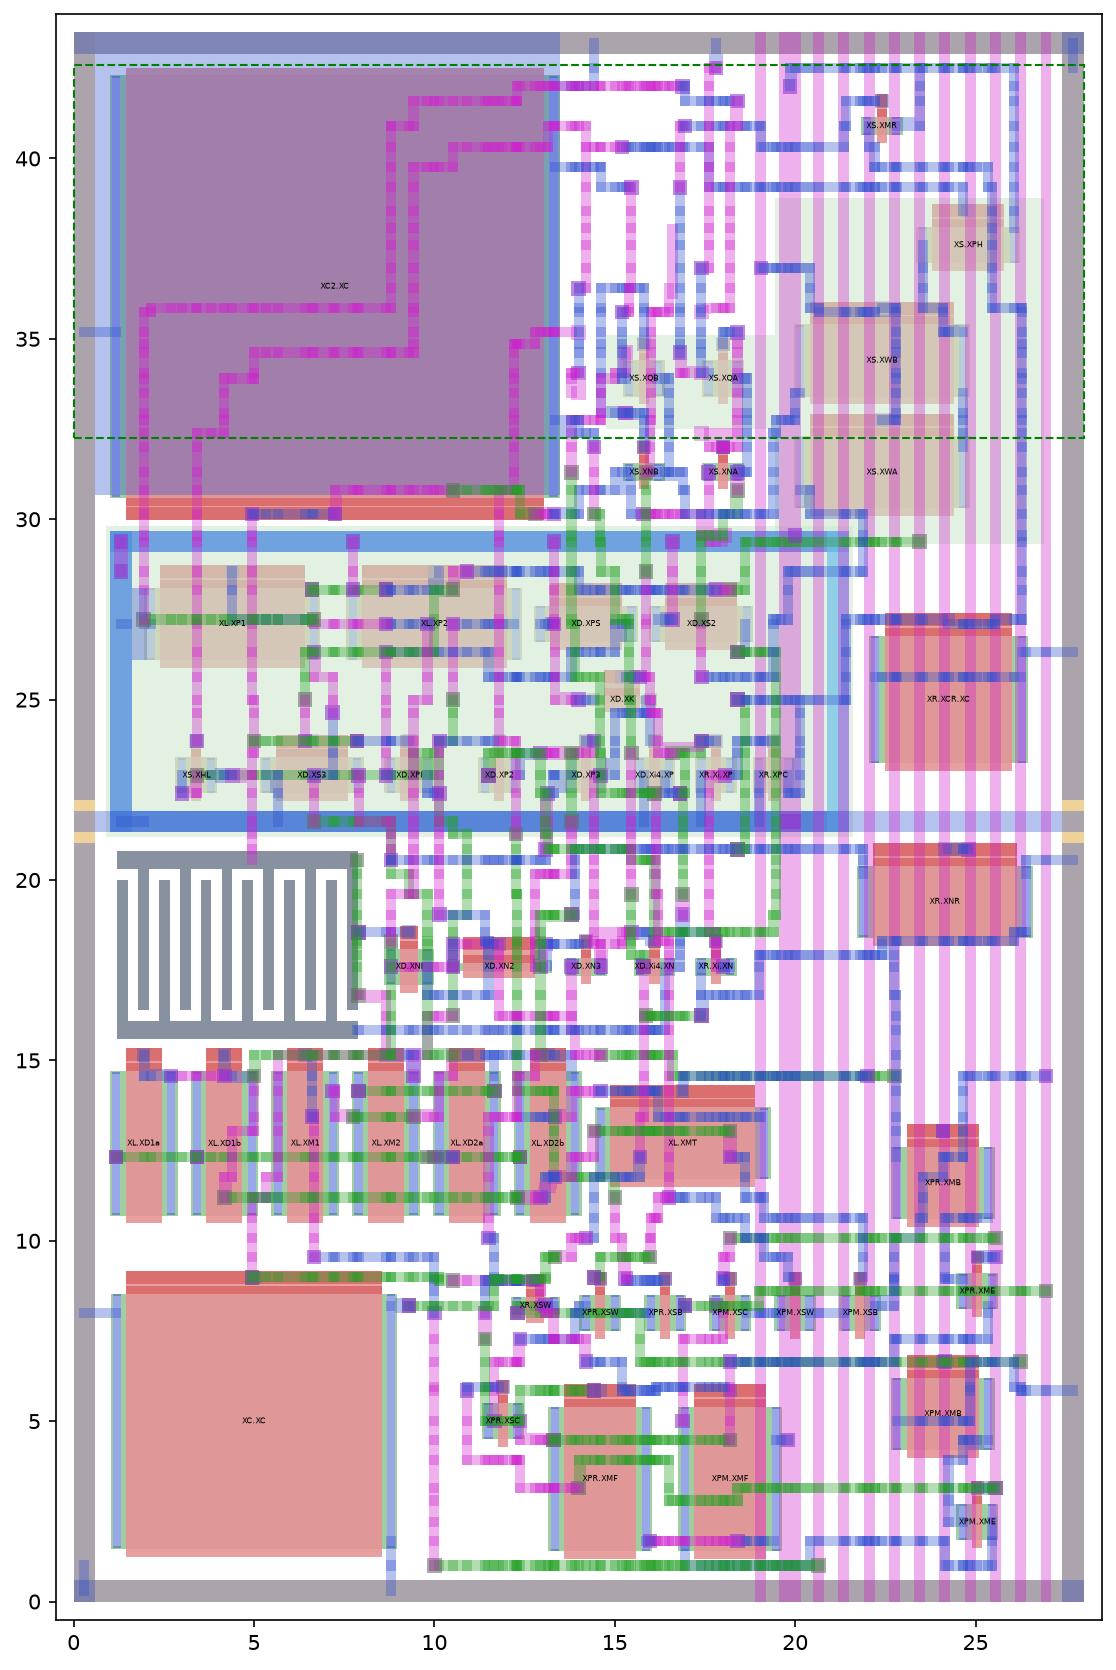 40
XS.XMR
XS.XPH
XC2.XC
35
XS.XWB
XS.XQB
XS.XQA
XS.XNB
XS.XNA
XS.XWA
30
XL.XP1
XL.XP2
XD.XPS
XD.XS2
25
XD.XK
XR.XCR.XC
XS.XHL
XD.XS3
XD.XPI
XD.XP2
XD.XP3
XD.Xi4.XP
XR.Xi.XP
XR.XPC
20
XR.XNR
XD.XNI
XD.XN2
XD.XN3
XD.Xi4.XN
XR.Xi.XN
15
XL.XD1a
XL.XD1b
XL.XM1
XL.XM2
XL.XD2a
XL.XD2b
XL.XMT
XPR.XMB
10
XPR.XME
XR.XSW
XPR.XSW
XPR.XSB
XPM.XSC
XPM.XSW
XPM.XSB
5
XC.XC
XPR.XSC
XPM.XMB
XPR.XMF
XPM.XMF
XPM.XME
0
0 5 10 15 20 25